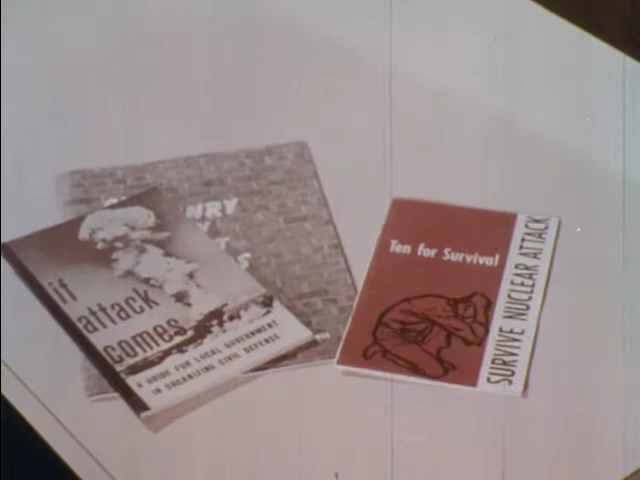 if
attack
comes
A GUIDE FOR LOCAL GOVERNMENT
IN ORGANIZING CIVIL DEFENSE
Ten for Survival
SURVIVE NUCLEAR ATTACK